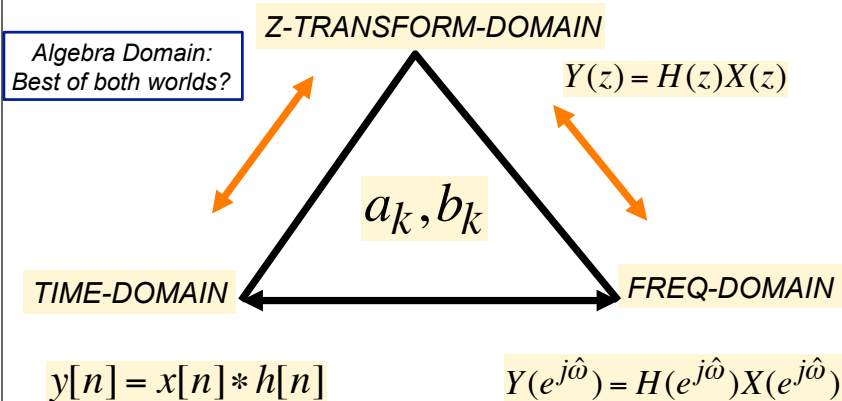 Z-TRANSFORM-DOMAIN
Algebra Domain:
Best of both worlds?
Y(z) = H(z)X(z)
a_k, b_k
TIME-DOMAIN
FREQ-DOMAIN
y[n] = x[n] * h[n]
Y(e^{jω̂}) = H(e^{jω̂})X(e^{jω̂})